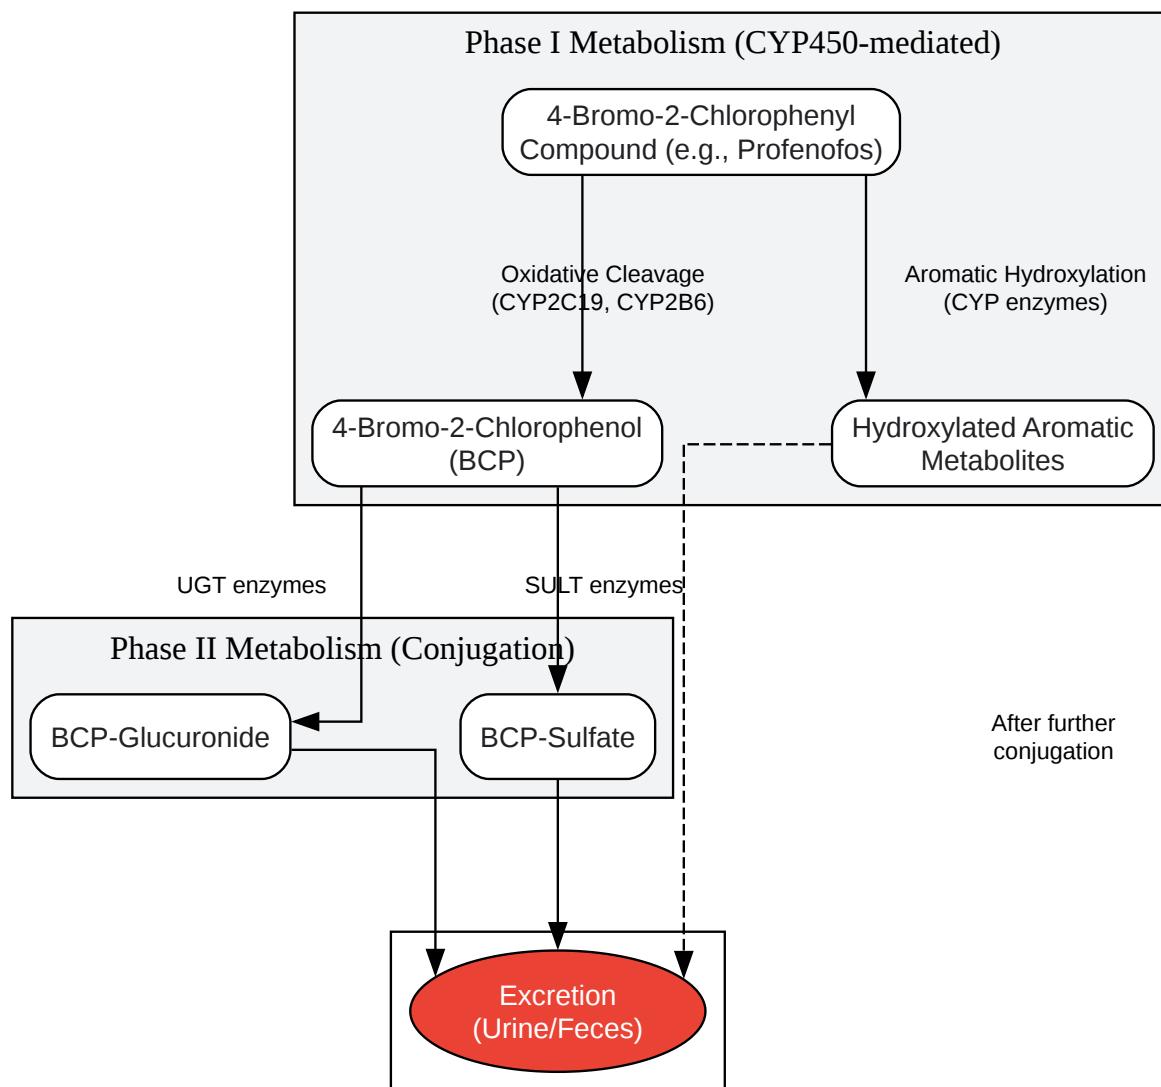 Phase I Metabolism (CYP450-mediated)
4-Bromo-2-Chlorophenyl
Compound (e.g., Profenofos)
Oxidative Cleavage
(CYP2C19, CYP2B6)
Aromatic Hydroxylation
(CYP enzymes)
4-Bromo-2-Chlorophenol
(BCP)
Hydroxylated Aromatic
Metabolites
UGT enzymes
SULT enzymes
Phase II Metabolism (Conjugation)
BCP-Glucuronide
BCP-Sulfate
After further
conjugation
Excretion
(Urine/Feces)